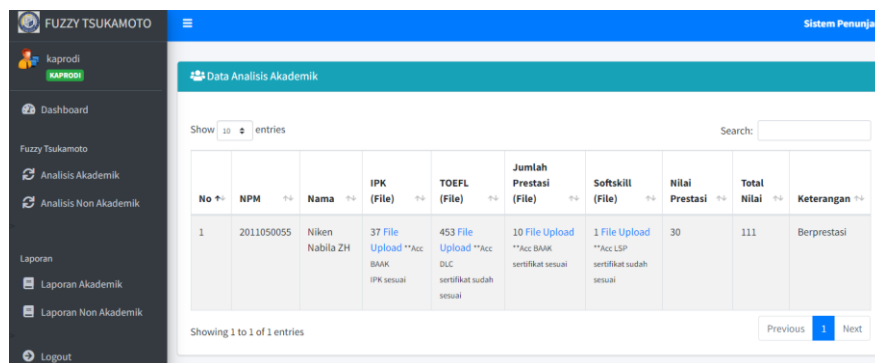 FUZZY TSUKAMOTO
Sistem Penunja
kaprodi
KAPRODI
Dashboard
Fuzzy Tsukamoto
Analisis Akademik
Analisis Non Akademik
Laporan
Laporan Akademik
Laporan Non Akademik
Logout
Data Analisis Akademik
Show 10 entries
Search:
No
NPM
Nama
IPK
(File)
TOEFL
(File)
Jumlah
Prestasi
(File)
Softskill
(File)
Nilai
Prestasi
Total
Nilai
Keterangan
1
2011050055
Niken
Nabila ZH
37 File
Upload **Acc
BAAK
IPK sesuai
453 File
Upload **Acc
DLC
sertifikat sudah
sesuai
10 File Upload
**Acc BAAK
sertifikat sesuai
1 File Upload
**Acc LSP
sertifikat sudah
sesuai
30
111
Berprestasi
Showing 1 to 1 of 1 entries
Previous 1 Next